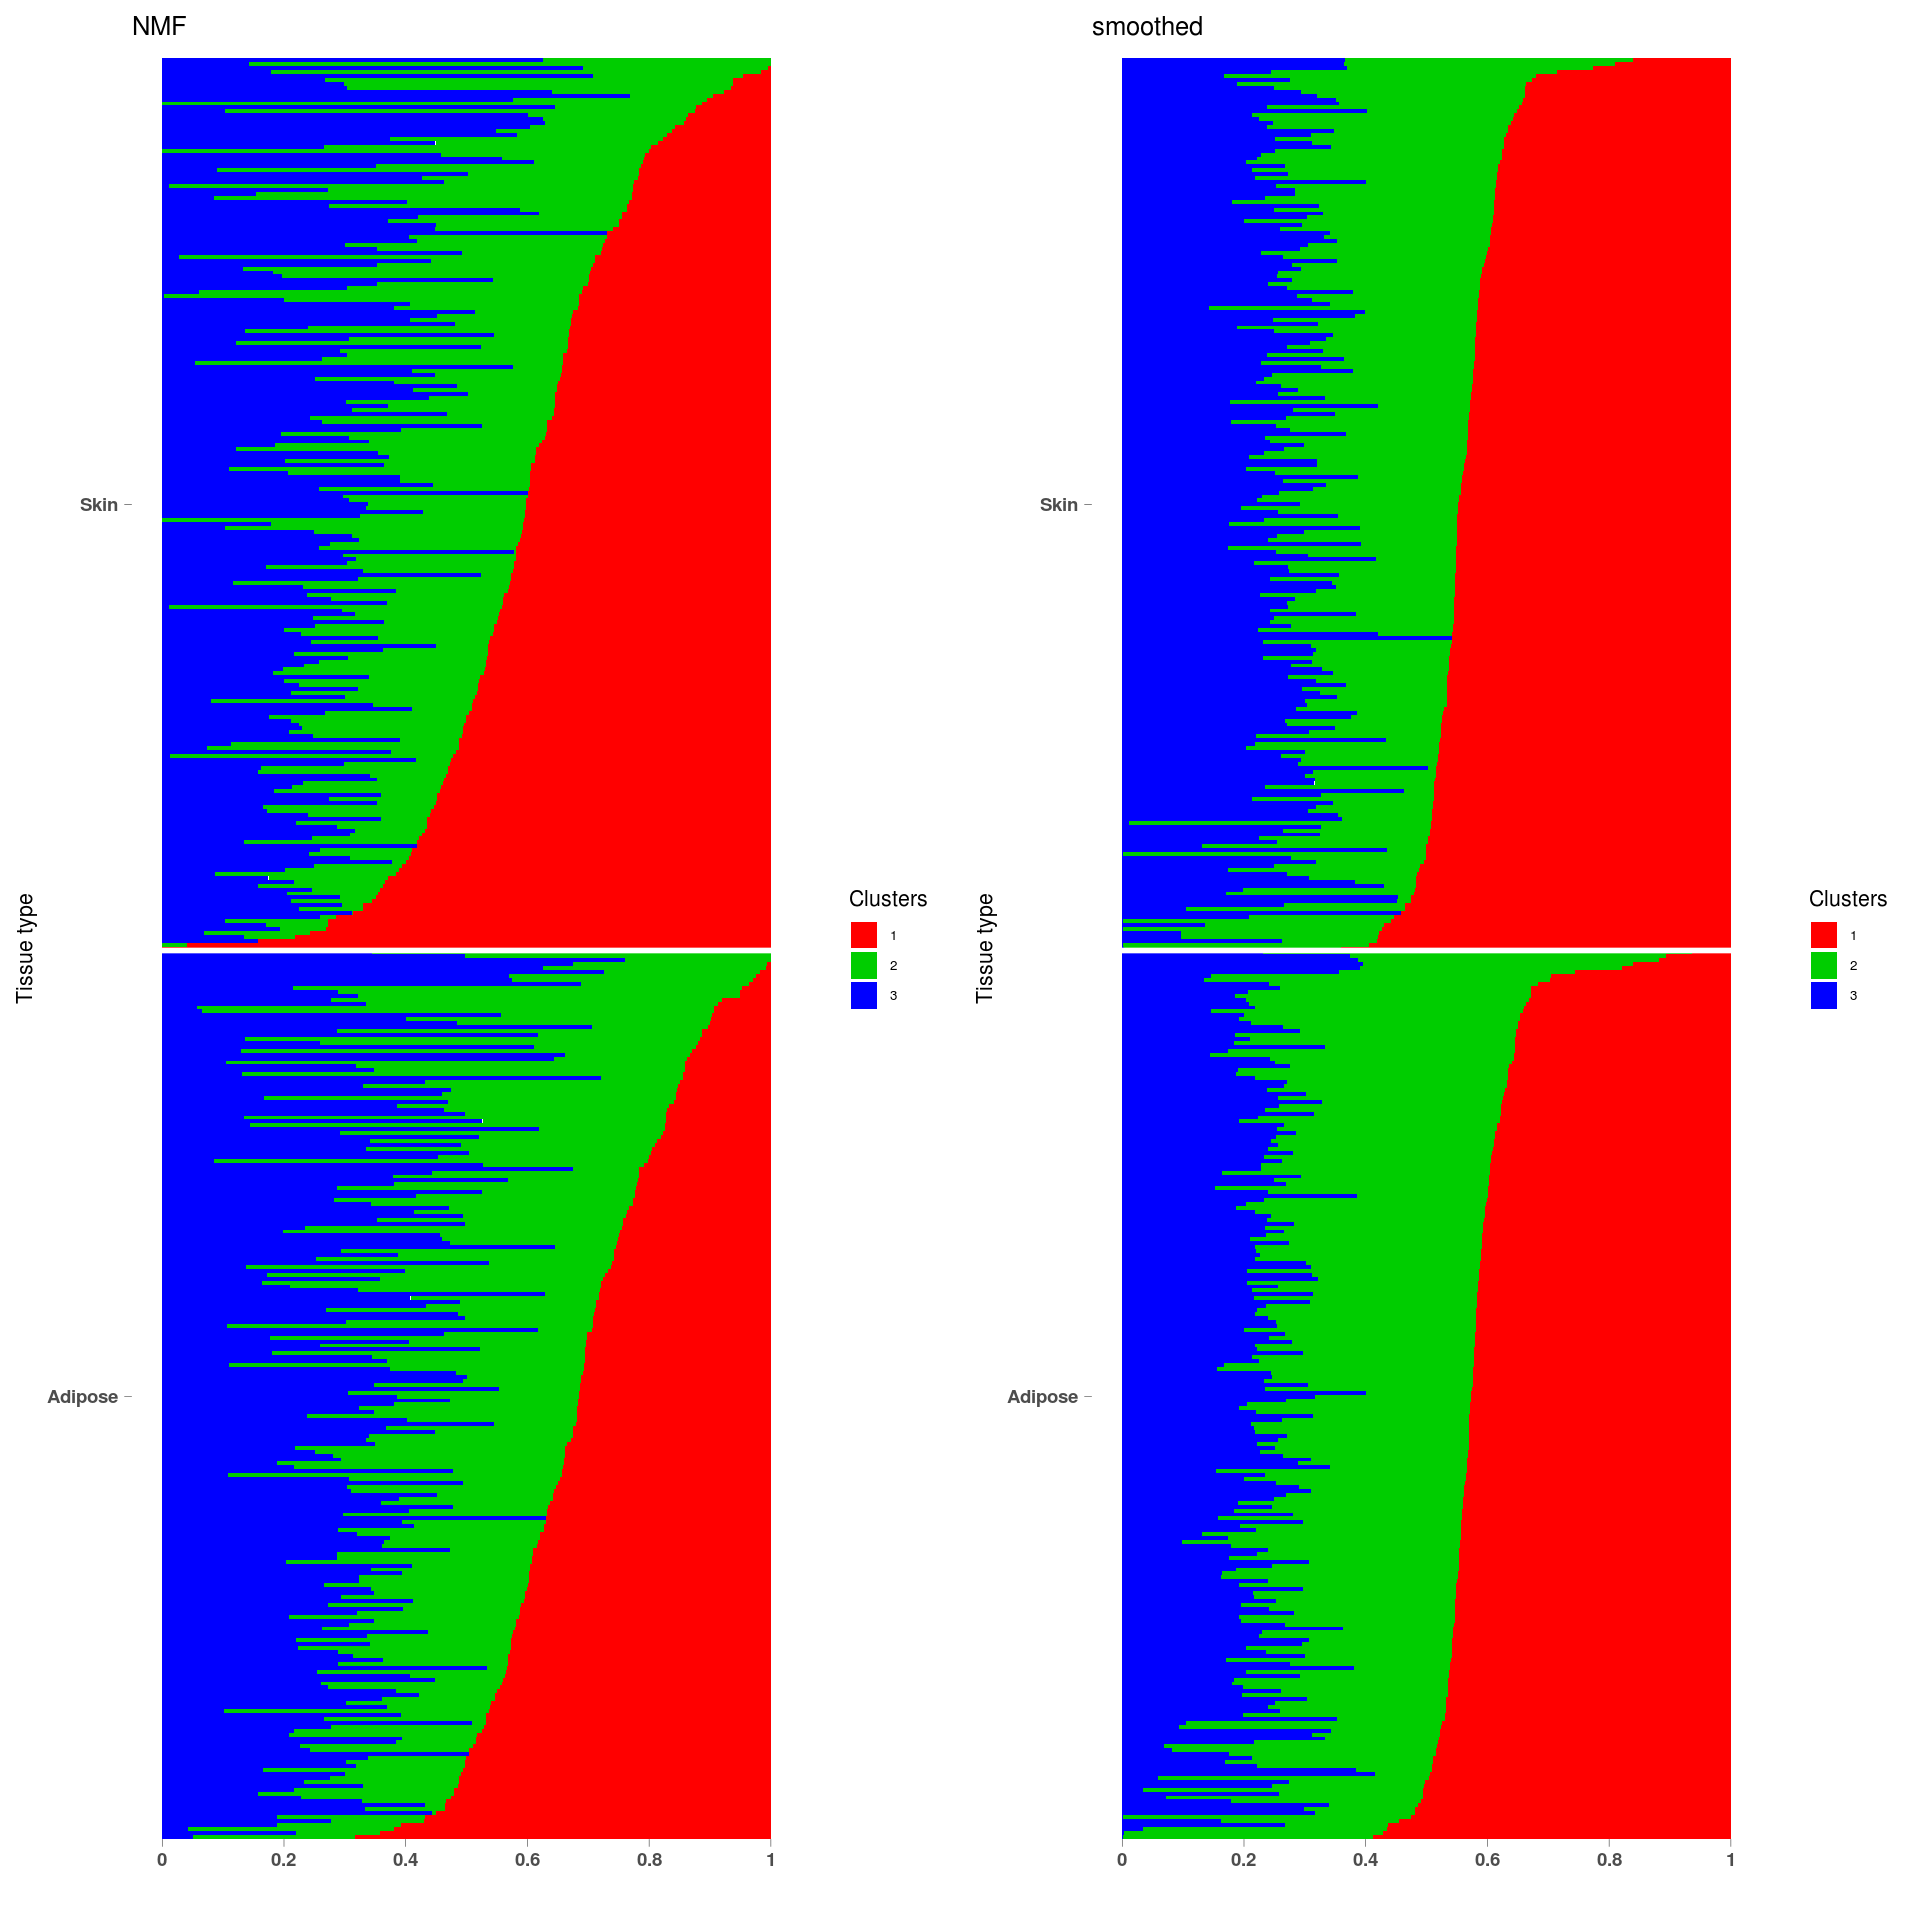 NMF
Tissue type
Skin
Adipose
0 0.2 0.4 0.6 0.8 1
Clusters
1
2
3
smoothed
Tissue type
Skin
Adipose
0 0.2 0.4 0.6 0.8 1
Clusters
1
2
3